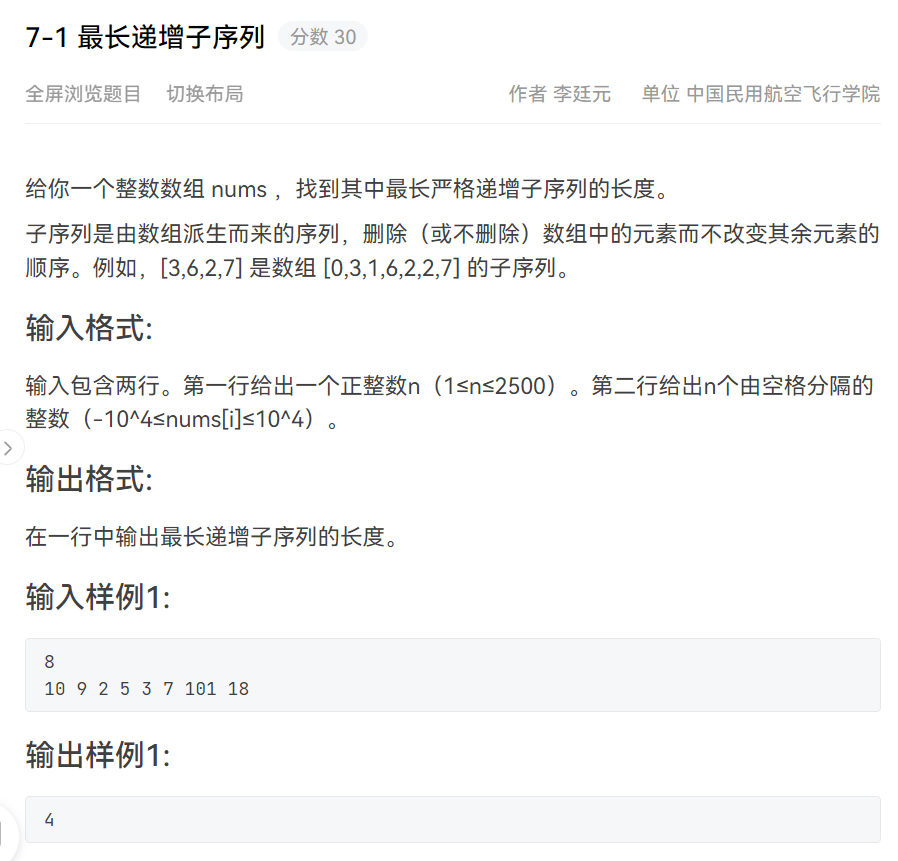 7-1 最长递增子序列 分数 30
全屏浏览题目 切换布局 作者 李廷元 单位 中国民用航空飞行学院
给你一个整数数组 nums ，找到其中最长严格递增子序列的长度。
子序列是由数组派生而来的序列，删除（或不删除）数组中的元素而不改变其余元素的
顺序。例如，[3,6,2,7] 是数组 [0,3,1,6,2,2,7] 的子序列。
输入格式:
输入包含两行。第一行给出一个正整数n（1≤n≤2500）。第二行给出n个由空格分隔的
整数（-10^4≤nums[i]≤10^4）。
输出格式:
在一行中输出最长递增子序列的长度。
输入样例1:
8
10 9 2 5 3 7 101 18
输出样例1:
4